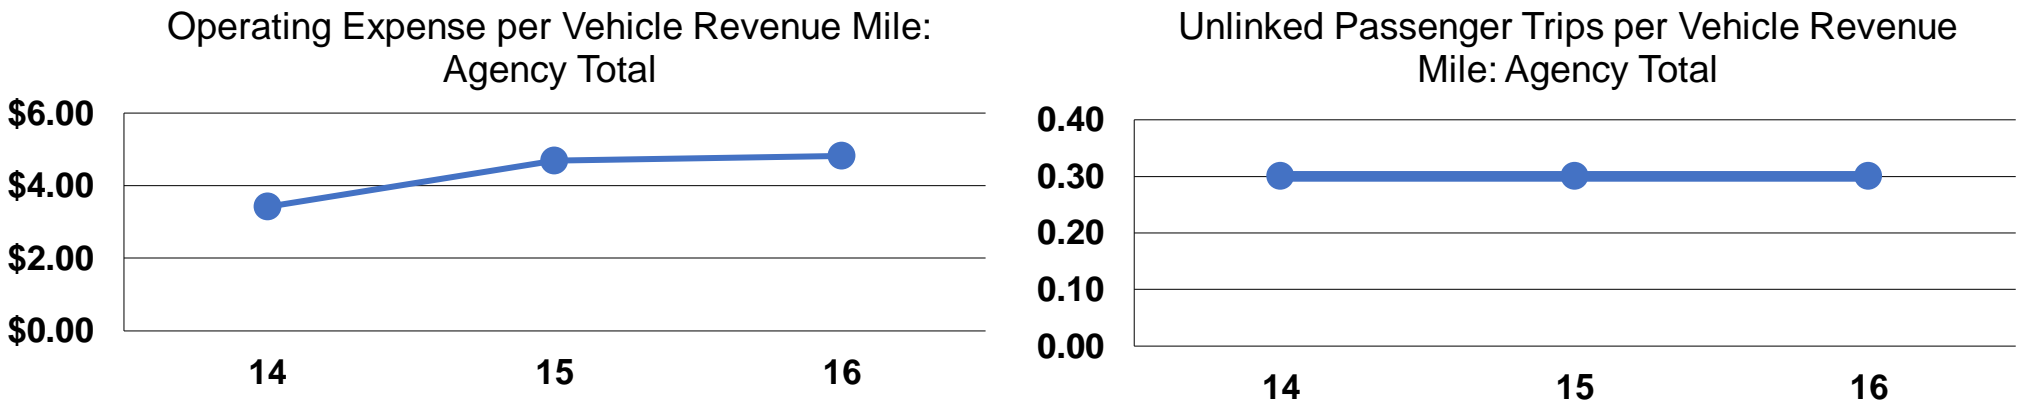 Operating Expense per Vehicle Revenue Mile:
Agency Total
$6.00
$4.00
$2.00
$0.00
14 15 16
Unlinked Passenger Trips per Vehicle Revenue
Mile: Agency Total
0.40
0.30
0.20
0.10
0.00
14 15 16